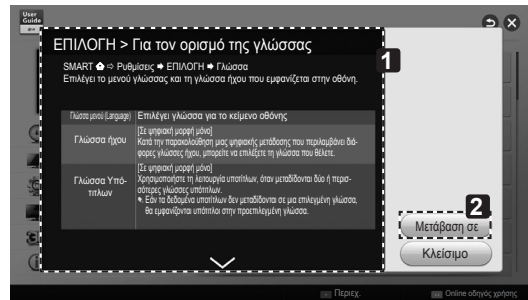 User
Guide
ΕΠΙΛΟΓΗ > Για τον ορισμό της γλώσσας
1
SMART ⇨ Ρυθμίσεις ➡ ΕΠΙΛΟΓΗ ➡ Γλώσσα
Επιλέγει το μενού γλώσσας και τη γλώσσα ήχου που εμφανίζεται στην οθόνη.
Γλώσσα μενού (Language) Επιλέγει γλώσσα για το κείμενο οθόνης
Γλώσσα ήχου
[Σε ψηφιακή μορφή μόνο]
Κατά την παρακολούθηση μιας ψηφιακής μετάδοσης που περιλαμβάνει διά-
φορες γλώσσες ήχου, μπορείτε να επιλέξετε τη γλώσσα που θέλετε.
Γλώσσα Υπό-
τιτλων
[Σε ψηφιακή μορφή μόνο]
Χρησιμοποιήστε τη λειτουργία υποτίτλων, όταν μεταδίδονται δύο ή περισ-
σότερες γλώσσες υπότιτλων.
Εάν τα δεδομένα υποτίτλων δεν μεταδίδονται σε μια επιλεγμένη γλώσσα,
θα εμφανίζονται υπότιτλοι στην προεπιλεγμένη γλώσσα.
2
Μετάβαση σε
Κλείσιμο
Περιεχ.
Online οδηγός χρήσης